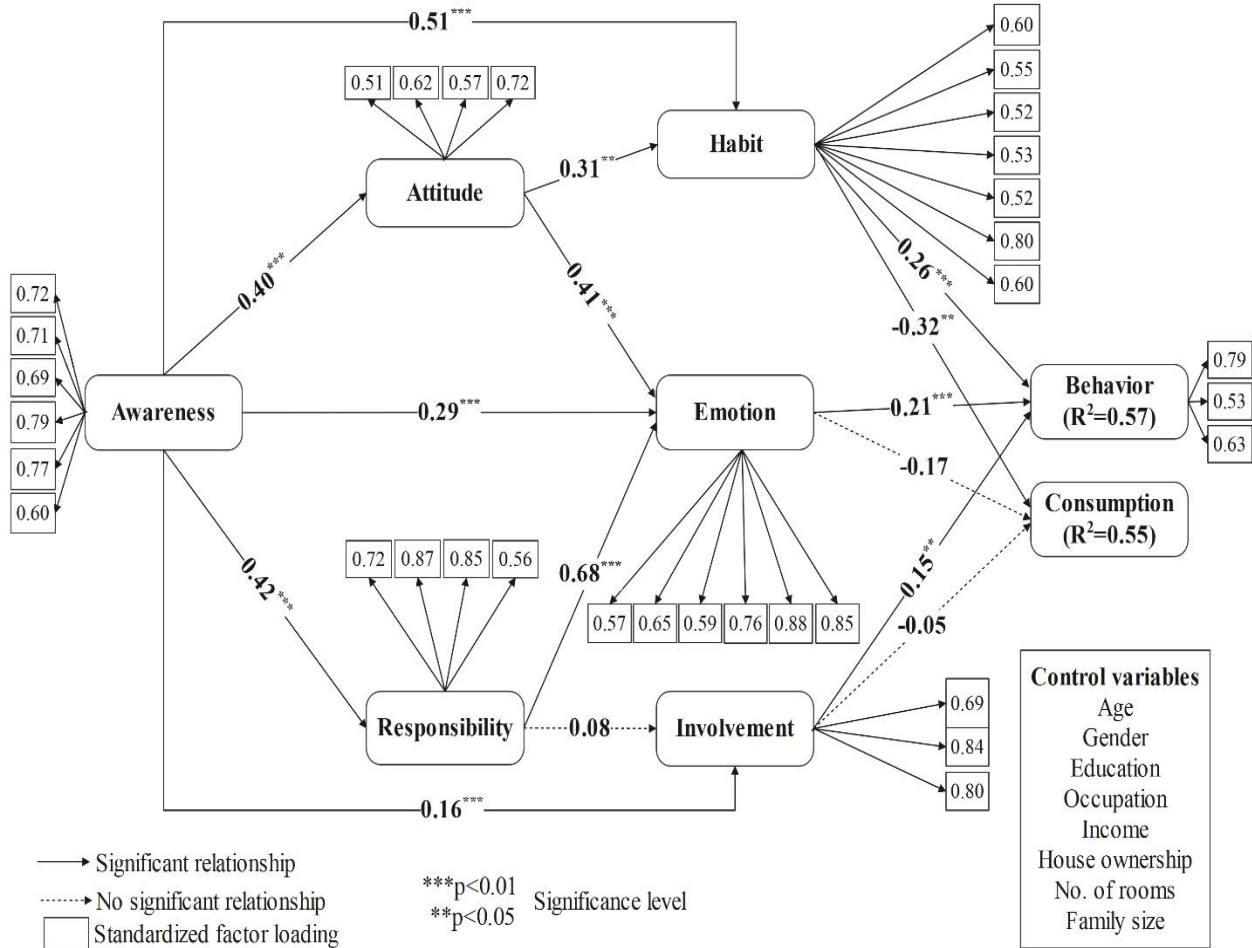 0.51***
0.60
0.55
0.52
0.53
0.52
0.80
0.60
0.51 0.62 0.57 0.72
Habit
Attitude
0.31**
0.40***
0.41***
0.26***
-0.32**
0.72
0.71
0.69
0.79
0.77
0.60
Awareness
0.29***
Emotion
0.21***
-0.17
Behavior
(R²=0.57)
0.79
0.53
0.63
Consumption
(R²=0.55)
0.42***
0.72 0.87 0.85 0.56
0.68***
0.57 0.65 0.59 0.76 0.88 0.85
0.15**
-0.05
Responsibility
0.08
Involvement
0.69
0.84
0.80
0.16***
Control variables
Age
Gender
Education
Occupation
Income
House ownership
No. of rooms
Family size
Significant relationship
No significant relationship
Standardized factor loading
***p<0.01
**p<0.05
Significance level